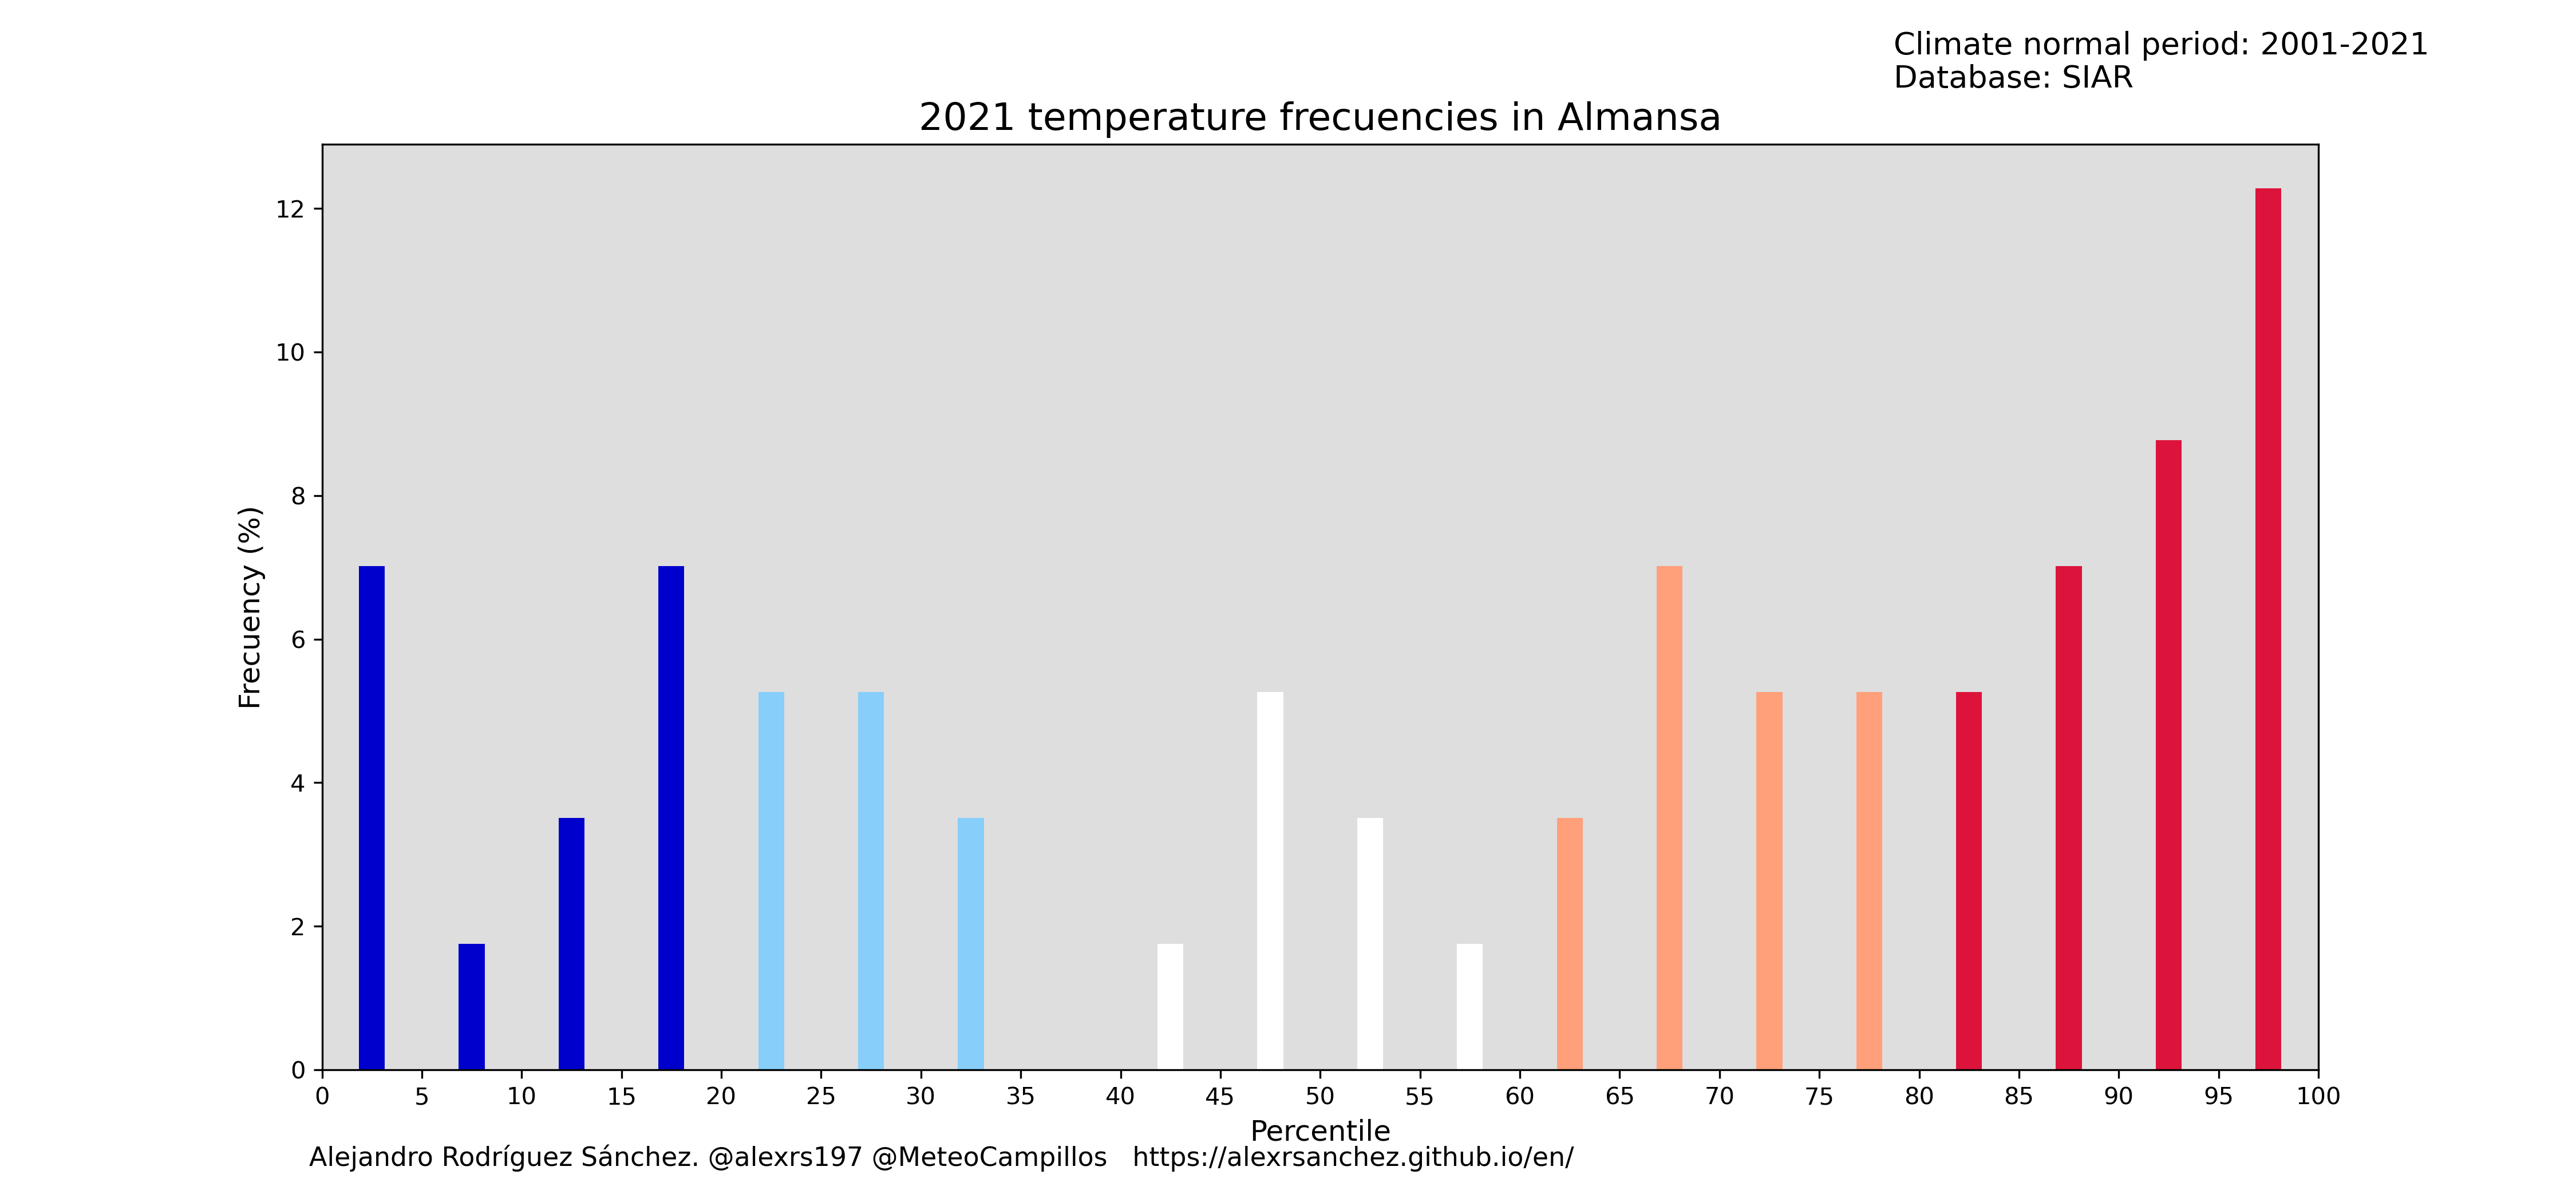 Climate normal period: 2001-2021
Database: SIAR
2021 temperature frecuencies in Almansa
12
10
8
6
4
2
0
Frecuency (%)
0 5 10 15 20 25 30 35 40 45 50 55 60 65 70 75 80 85 90 95 100
Percentile
Alejandro Rodríguez Sánchez. @alexrs197 @MeteoCampillos https://alexrsanchez.github.io/en/